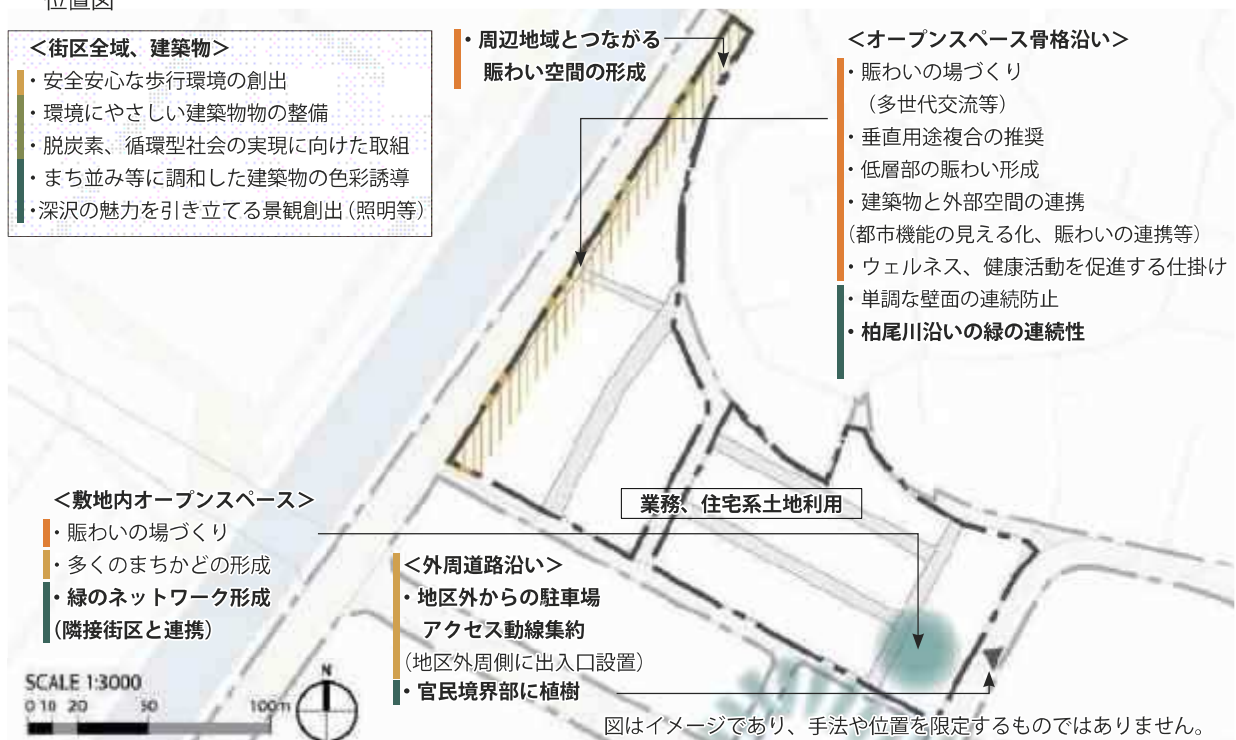 位置図
＜街区全域、建築物＞
・安全安心な歩行環境の創出
・環境にやさしい建築物物の整備
・脱炭素、循環型社会の実現に向けた取組
・まち並み等に調和した建築物の色彩誘導
・深沢の魅力を引き立てる景観創出（照明等）
・周辺地域とつながる
賑わい空間の形成
＜オープンスペース骨格沿い＞
・賑わいの場づくり
（多世代交流等）
・垂直用途複合の推奨
・低層部の賑わい形成
・建築物と外部空間の連携
（都市機能の見える化、賑わいの連携等）
・ウェルネス、健康活動を促進する仕掛け
・単調な壁面の連続防止
・柏尾川沿いの緑の連続性
業務、住宅系土地利用
＜敷地内オープンスペース＞
・賑わいの場づくり
・多くのまちかどの形成
・緑のネットワーク形成
（隣接街区と連携）
＜外周道路沿い＞
・地区外からの駐車場
アクセス動線集約
（地区外周側に出入口設置）
・官民境界部に植樹
SCALE 1:3000
0 10 20 50 100m
N
図はイメージであり、手法や位置を限定するものではありません。